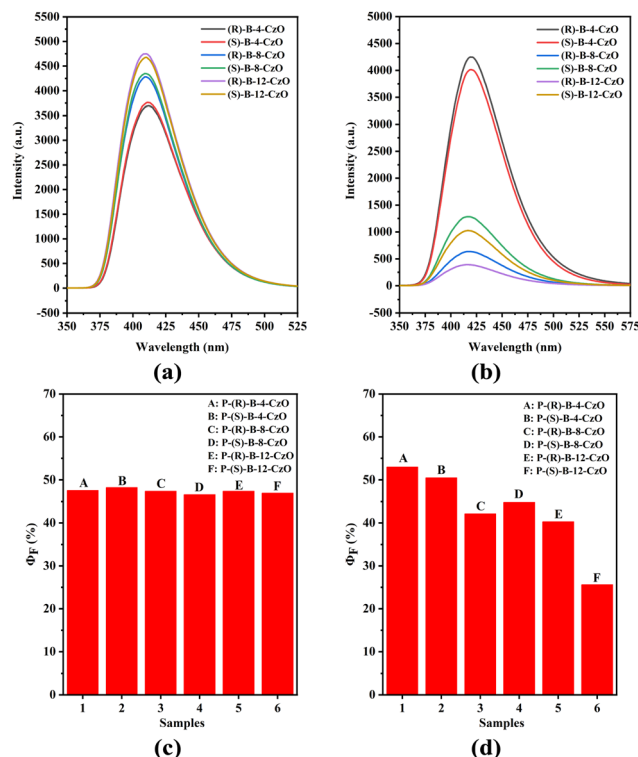 5500
5000
4500
4000
3500
3000
2500
2000
1500
1000
500
0
-500
Intensity (a.u.)
(R)-B-4-CzO
(S)-B-4-CzO
(R)-B-8-CzO
(S)-B-8-CzO
(R)-B-12-CzO
(S)-B-12-CzO
350 375 400 425 450 475 500 525
Wavelength (nm)
(a)
5000
4500
4000
3500
3000
2500
2000
1500
1000
500
0
-500
Intensity (a.u.)
(R)-B-4-CzO
(S)-B-4-CzO
(R)-B-8-CzO
(S)-B-8-CzO
(R)-B-12-CzO
(S)-B-12-CzO
350 375 400 425 450 475 500 525 550 575
Wavelength (nm)
(b)
70
60
50
40
30
20
10
0
ΦF (%)
A: P-(R)-B-4-CzO
B: P-(S)-B-4-CzO
C: P-(R)-B-8-CzO
D: P-(S)-B-8-CzO
E: P-(R)-B-12-CzO
F: P-(S)-B-12-CzO
A B C D E F
1 2 3 4 5 6
Samples
(c)
70
60
50
40
30
20
10
0
ΦF (%)
A: P-(R)-B-4-CzO
B: P-(S)-B-4-CzO
C: P-(R)-B-8-CzO
D: P-(S)-B-8-CzO
E: P-(R)-B-12-CzO
F: P-(S)-B-12-CzO
A
B
C
D
E
F
1 2 3 4 5 6
Samples
(d)